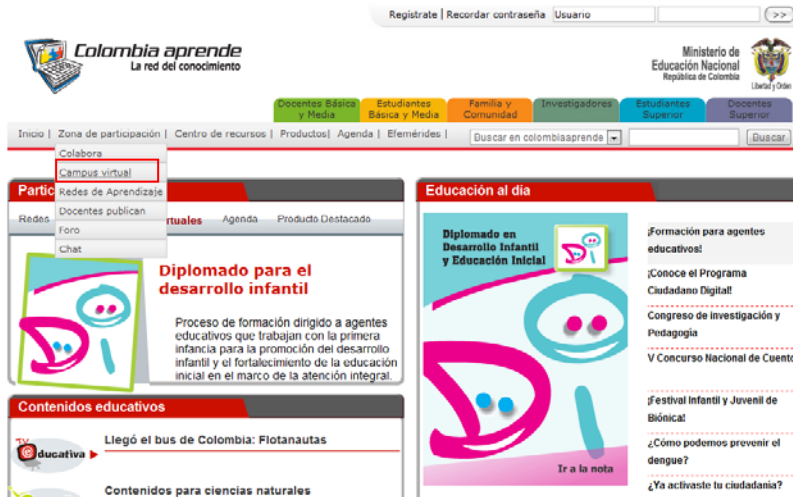 Registrate | Recordar contraseña Usuario >>
Colombia aprende
La red del conocimiento
Ministerio de
Educación Nacional
República de Colombia
Libertad y Orden
Docentes Básica y Media
Estudiantes Básica y Media
Familia y Comunidad
Investigadores
Estudiantes Superior
Docentes Superior
Inicio | Zona de participación | Centro de recursos | Productos| Agenda | Efemérides | Buscar en colombiaaprende Buscar
Colabora
Campus virtual
Redes de Aprendizaje
Docentes publican
Foro
Chat
Partic
Redes rtuales Agenda Producto Destacado
Diplomado para el
desarrollo infantil
Proceso de formación dirigido a agentes
educativos que trabajan con la primera
infancia para la promoción del desarrollo
infantil y el fortalecimiento de la educación
inicial en el marco de la atención integral.
Contenidos educativos
TV
educativa
Llegó el bus de Colombia: Flotanautas
Contenidos para ciencias naturales
Educación al día
Diplomado en
Desarrollo Infantil
y Educación Inicial
Di
Ir a la nota
¡Formación para agentes
educativos!
¡Conoce el Programa
Ciudadano Digital!
Congreso de investigación y
Pedagogía
V Concurso Nacional de Cuento
¡Festival Infantil y Juvenil de
Biónica!
¿Cómo podemos prevenir el
dengue?
¿Ya activaste tu ciudadanía?